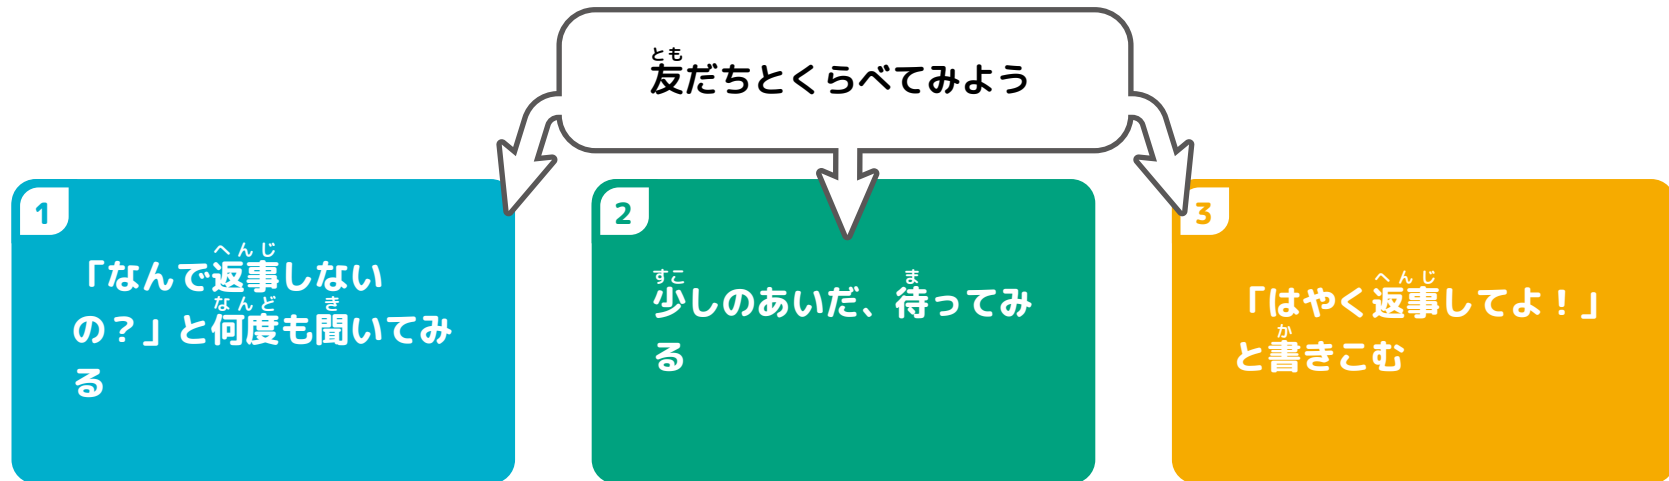 友だちとくらべてみよう
1
「なんで返事しない
の？」と何度も聞いてみ
る
2
少しのあいだ、待ってみ
る
3
「はやく返事してよ！」
と書きこむ